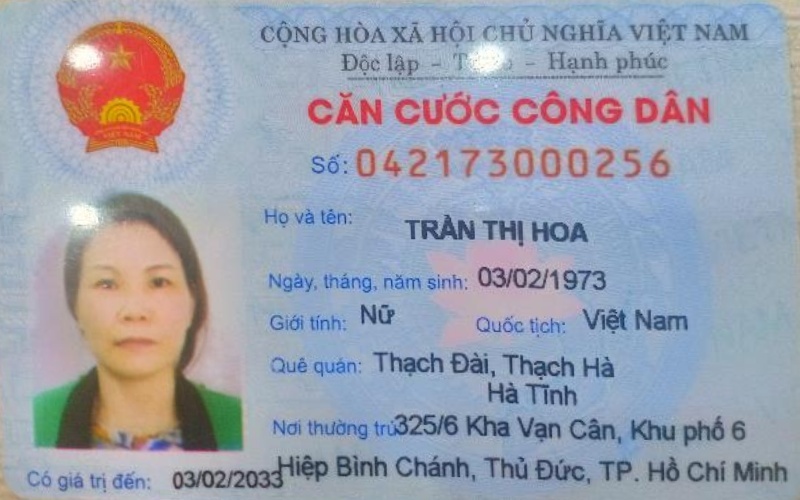 CỘNG HÒA XÃ HỘI CHỦ NGHĨA VIỆT NAM
Độc lập - - Hạnh phúc
CĂN CƯỚC CÔNG DÂN
Số: 042173000256
Họ và tên:
TRẦN THỊ HOA
Ngày, tháng, năm sinh: 03/02/1973
Giới tính: Nữ Quốc tịch: Việt Nam
Quê quán: Thạch Đài, Thạch Hà
Hà Tĩnh
Nơi thường trú 325/6 Kha Vạn Cân, Khu phố 6
Hiệp Bình Chánh, Thủ Đức, TP. Hồ Chí Minh
Có giá trị đến: 03/02/2033
VIỆT NAM